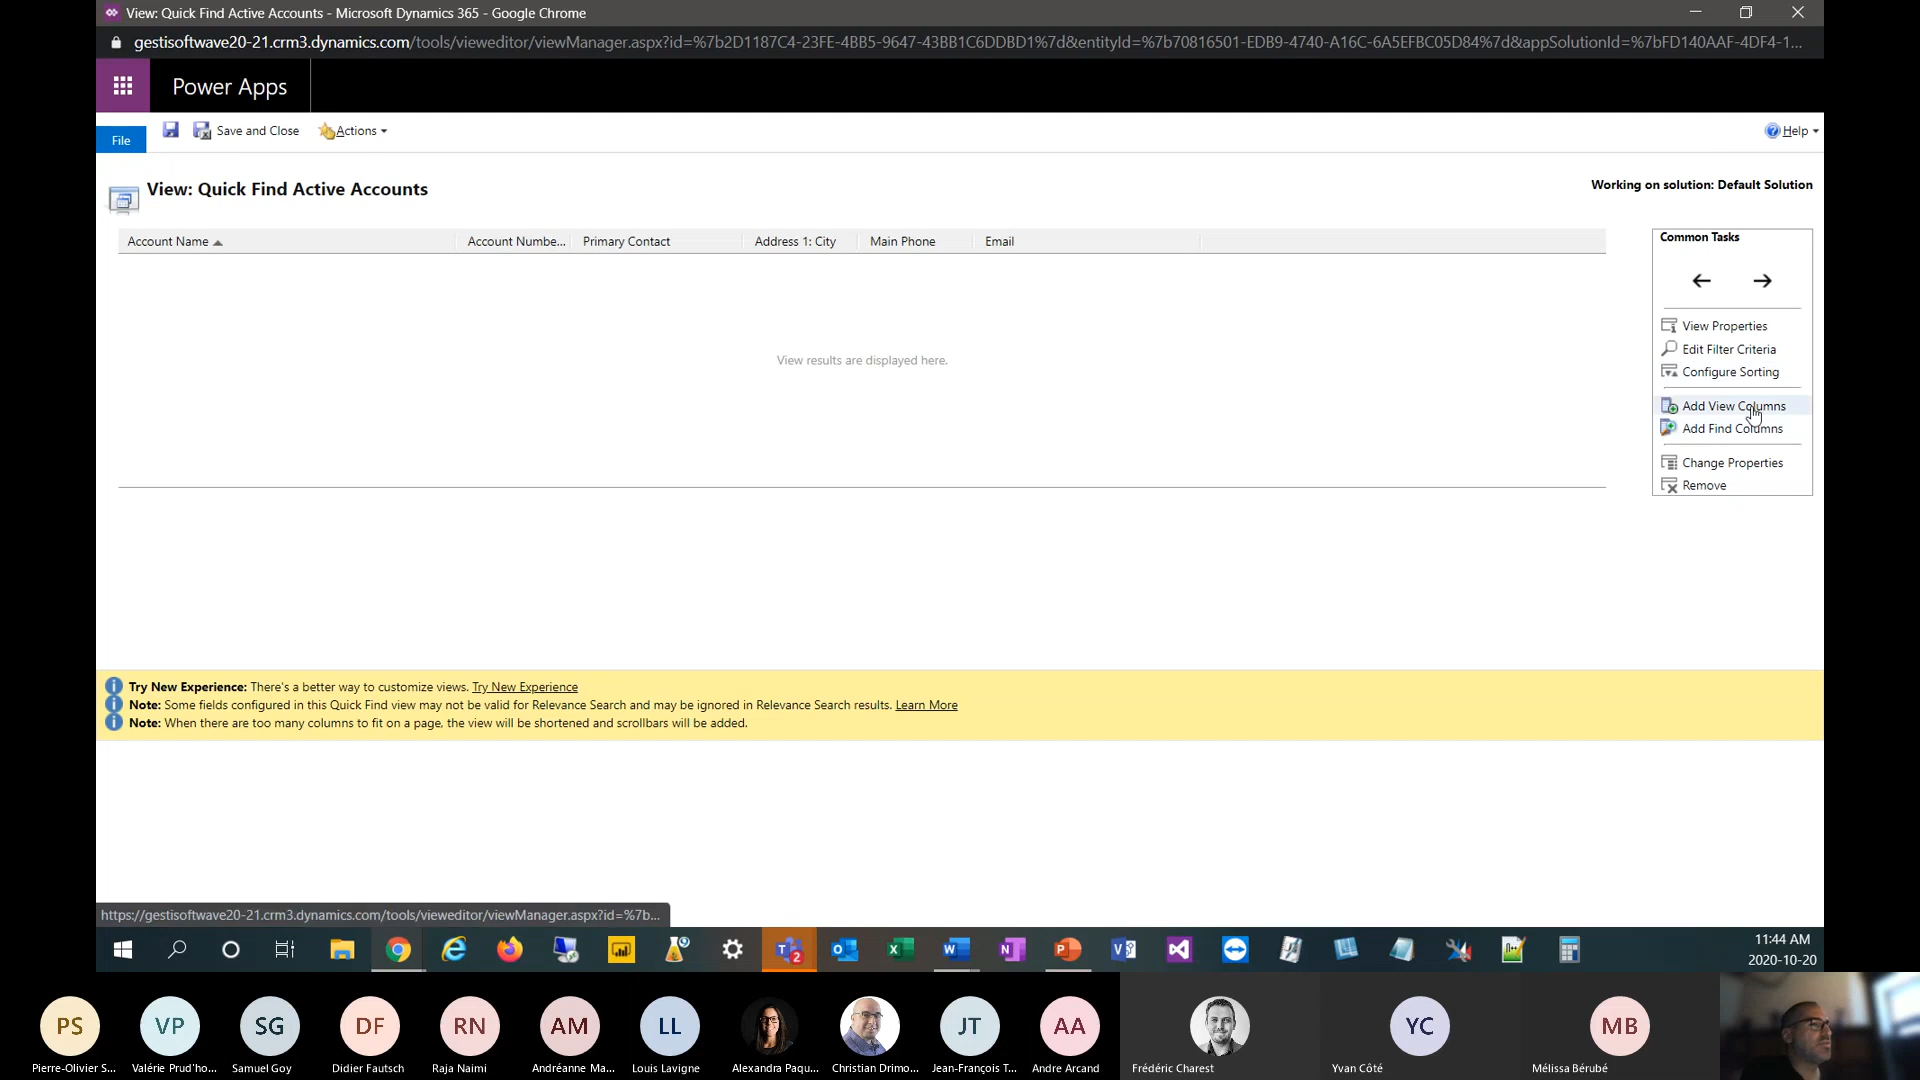 View: Quick Find Active Accounts - Microsoft Dynamics 365 - Google Chrome
gestisoftwave20-21.crm3.dynamics.com/tools/vieweditor/viewManager.aspx?id=%7b2D1187C4-23FE-4BB5-9647-43BB1C6DDBD1%7d&entityId=%7b70816501-EDB9-4740-A16C-6A5EFBC05D84%7d&appSolutionId=%7bFD140AAF-4DF4-1...
Power Apps
File
Save and Close
Actions
Help
View: Quick Find Active Accounts
Working on solution: Default Solution
Account Name
Account Numbe...
Primary Contact
Address 1: City
Main Phone
Email
View results are displayed here.
Common Tasks
View Properties
Edit Filter Criteria
Configure Sorting
Add View Columns
Add Find Columns
Change Properties
Remove
Try New Experience: There's a better way to customize views. Try New Experience
Note: Some fields configured in this Quick Find view may not be valid for Relevance Search and may be ignored in Relevance Search results. Learn More
Note: When there are too many columns to fit on a page, the view will be shortened and scrollbars will be added.
https://gestisoftwave20-21.crm3.dynamics.com/tools/vieweditor/viewManager.aspx?id=%7b...
11:44 AM
2020-10-20
PS
VP
SG
DF
RN
AM
LL
JT
AA
YC
MB
Pierre-Olivier S...
Valérie Prud'ho...
Samuel Goy
Didier Fautsch
Raja Naimi
Andréanne Ma...
Louis Lavigne
Alexandra Paqu...
Christian Drimo...
Jean-François T...
Andre Arcand
Frédéric Charest
Yvan Côté
Mélissa Bérubé